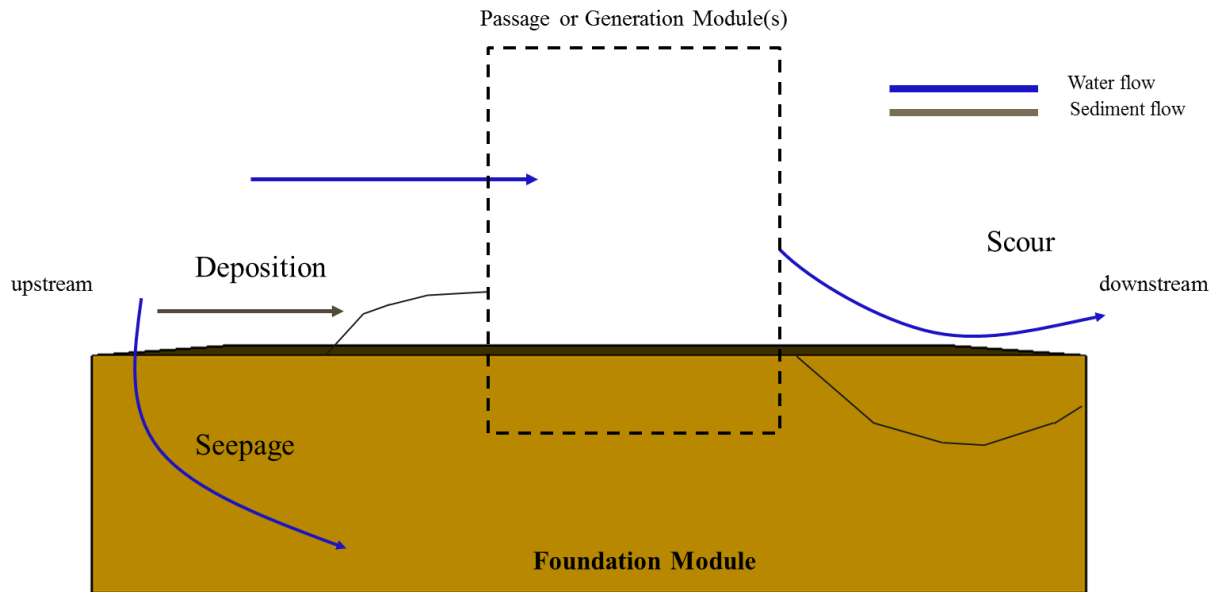 Passage or Generation Module(s)
Water flow
Sediment flow
Scour
Deposition
upstream
downstream
Seepage
Foundation Module